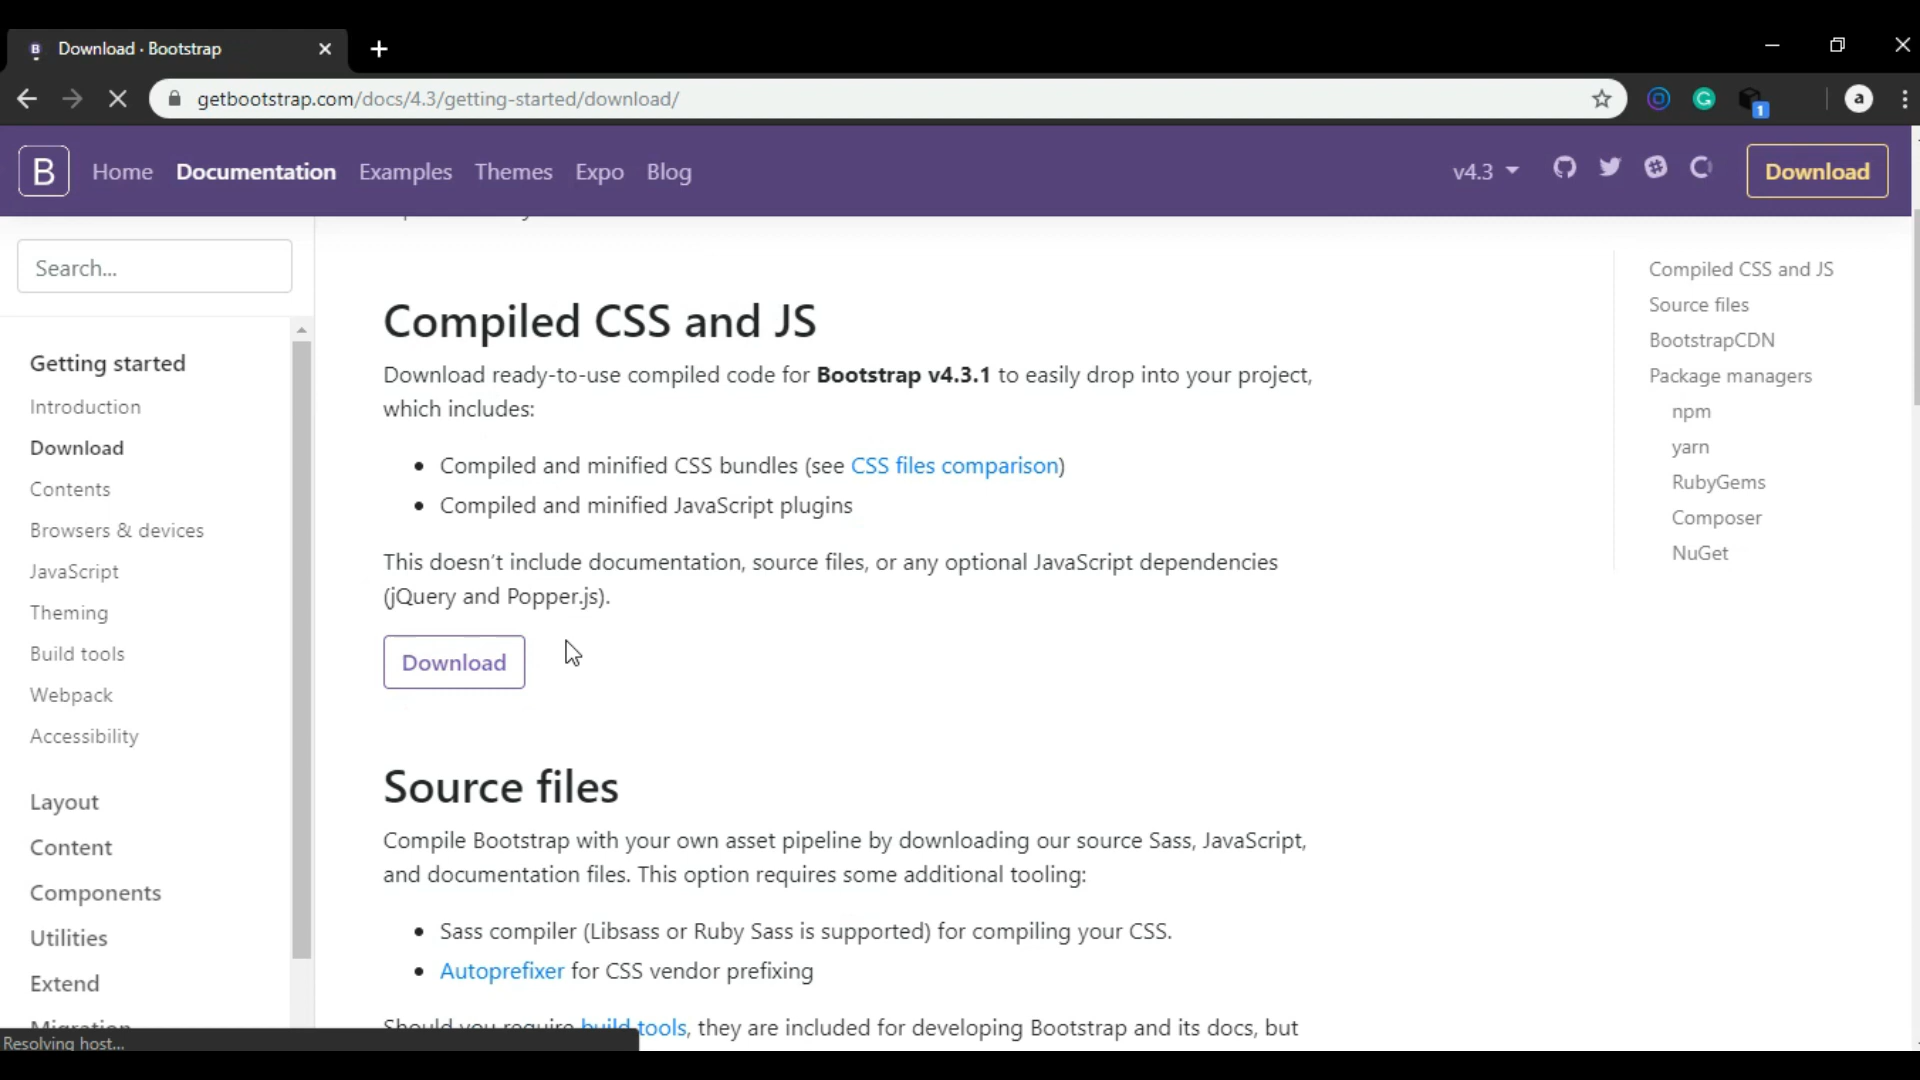 Download · Bootstrap
getbootstrap.com/docs/4.3/getting-started/download/
1
a
B
Home Documentation Examples Themes Expo Blog
v4.3
Download
Search...
Getting started
Introduction
Download
Contents
Browsers & devices
JavaScript
Theming
Build tools
Webpack
Accessibility
Layout
Content
Components
Utilities
Extend
Migration
Compiled CSS and JS
Download ready-to-use compiled code for Bootstrap v4.3.1 to easily drop into your project,
which includes:
Compiled and minified CSS bundles (see CSS files comparison)
Compiled and minified JavaScript plugins
This doesn't include documentation, source files, or any optional JavaScript dependencies
(jQuery and Popper.js).
Download
Source files
Compile Bootstrap with your own asset pipeline by downloading our source Sass, JavaScript,
and documentation files. This option requires some additional tooling:
Sass compiler (Libsass or Ruby Sass is supported) for compiling your CSS.
Autoprefixer for CSS vendor prefixing
Should you require build tools, they are included for developing Bootstrap and its docs, but
Compiled CSS and JS
Source files
BootstrapCDN
Package managers
npm
yarn
RubyGems
Composer
NuGet
Resolving host...